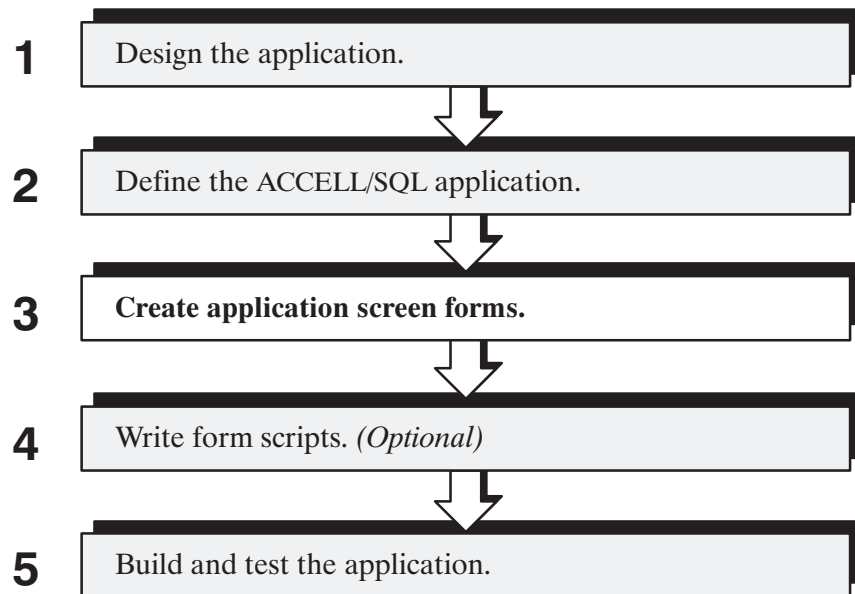 1 Design the application.
2 Define the ACCELL/SQL application.
3 Create application screen forms.
4 Write form scripts. (Optional)
5 Build and test the application.